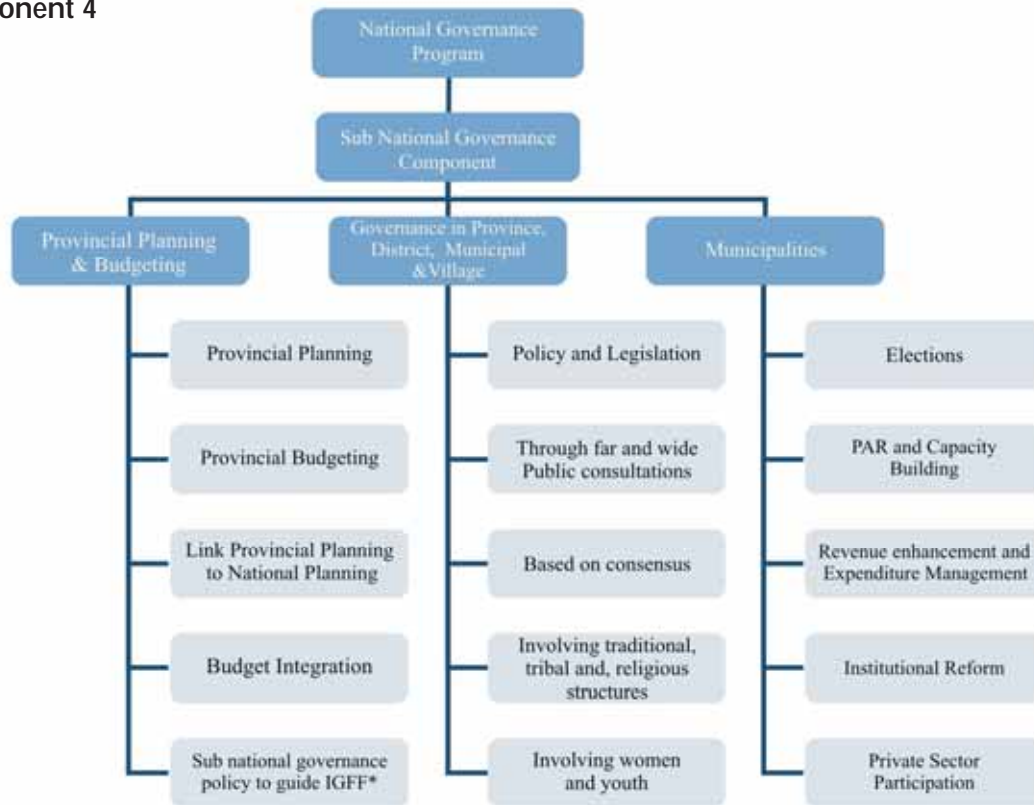 onent 4
National Governance
Program
Sub National Governance
Component
Provincial Planning
& Budgeting
Provincial Planning
Provincial Budgeting
Link Provincial Planning
to National Planning
Budget Integration
Sub national governance
policy to guide IGFF*
Governance in Province,
District, Municipal
&Village
Policy and Legislation
Through far and wide
Public consultations
Based on consensus
Involving traditional,
tribal and, religious
structures
Involving women
and youth
Municipalities
Elections
PAR and Capacity
Building
Revenue enhancement and
Expenditure Management
Institutional Reform
Private Sector
Participation